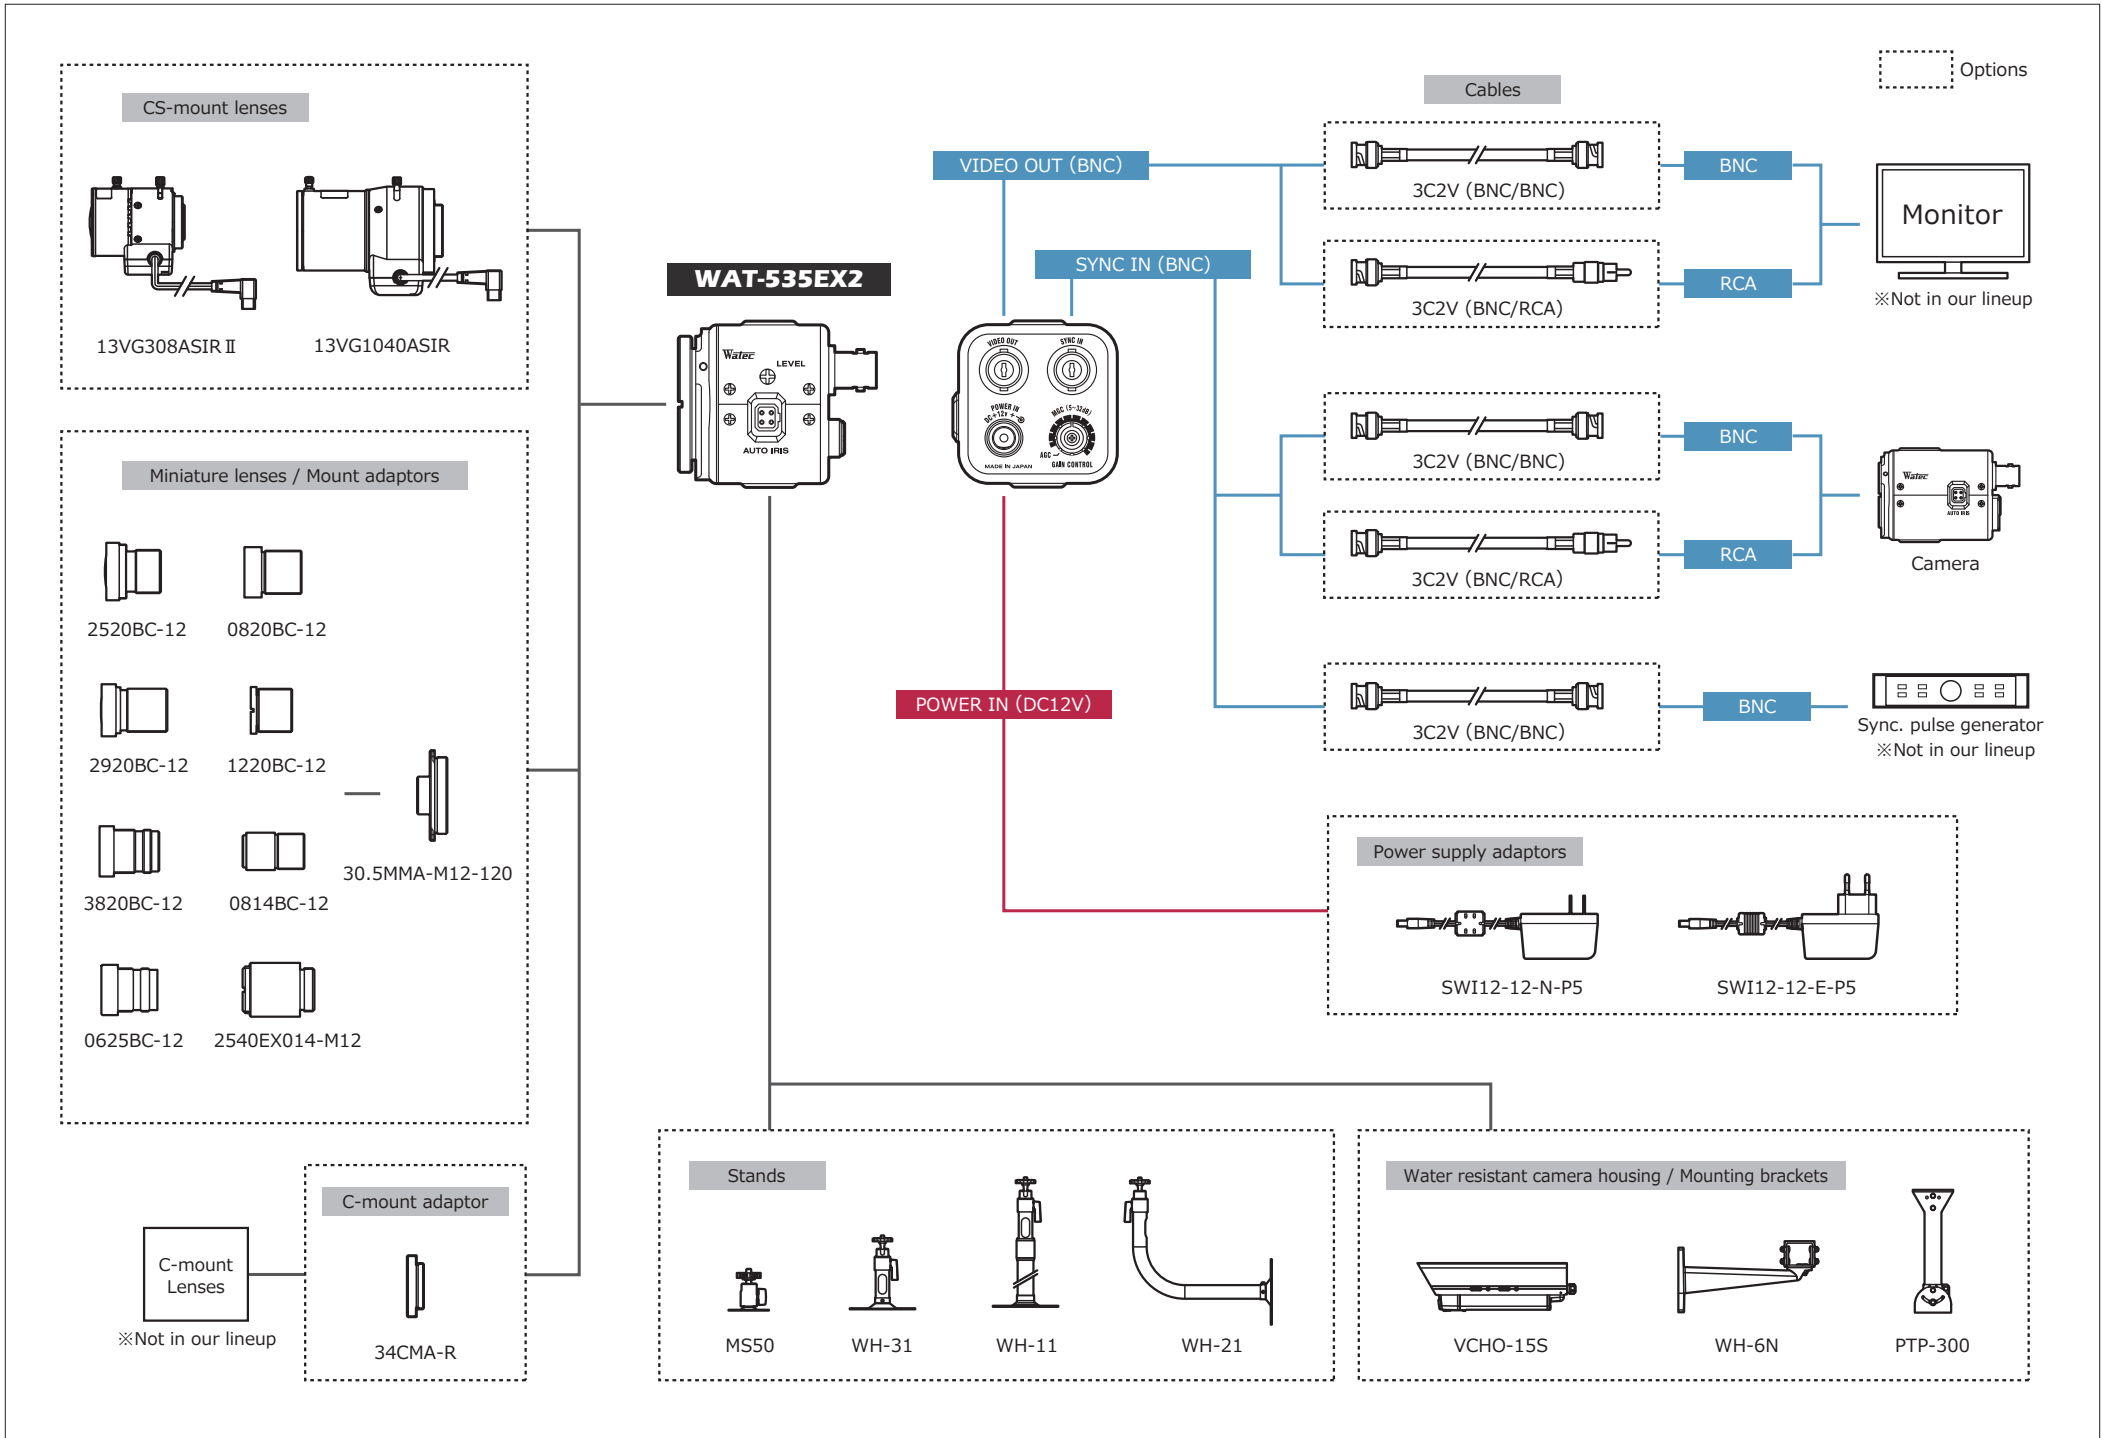 Options
CS-mount lenses
13VG308ASIR Ⅱ
13VG1040ASIR
Miniature lenses / Mount adaptors
2520BC-12
0820BC-12
2920BC-12
1220BC-12
3820BC-12
0814BC-12
30.5MMA-M12-120
0625BC-12
2540EX014-M12
C-mount adaptor
34CMA-R
C-mount
Lenses
※Not in our lineup
WAT-535EX2
Watec
LEVEL
AUTO IRIS
VIDEO OUT (BNC)
SYNC IN (BNC)
VIDEO OUT
SYNC IN
POWER IN
DC+12V
MGC (5~32dB)
AGC
GAIN CONTROL
MADE IN JAPAN
POWER IN (DC12V)
Cables
3C2V (BNC/BNC)
BNC
3C2V (BNC/RCA)
RCA
Monitor
※Not in our lineup
3C2V (BNC/BNC)
BNC
3C2V (BNC/RCA)
RCA
Watec
AUTO IRIS
Camera
3C2V (BNC/BNC)
BNC
Sync. pulse generator
※Not in our lineup
Power supply adaptors
SWI12-12-N-P5
SWI12-12-E-P5
Stands
MS50
WH-31
WH-11
WH-21
Water resistant camera housing / Mounting brackets
VCHO-15S
WH-6N
PTP-300